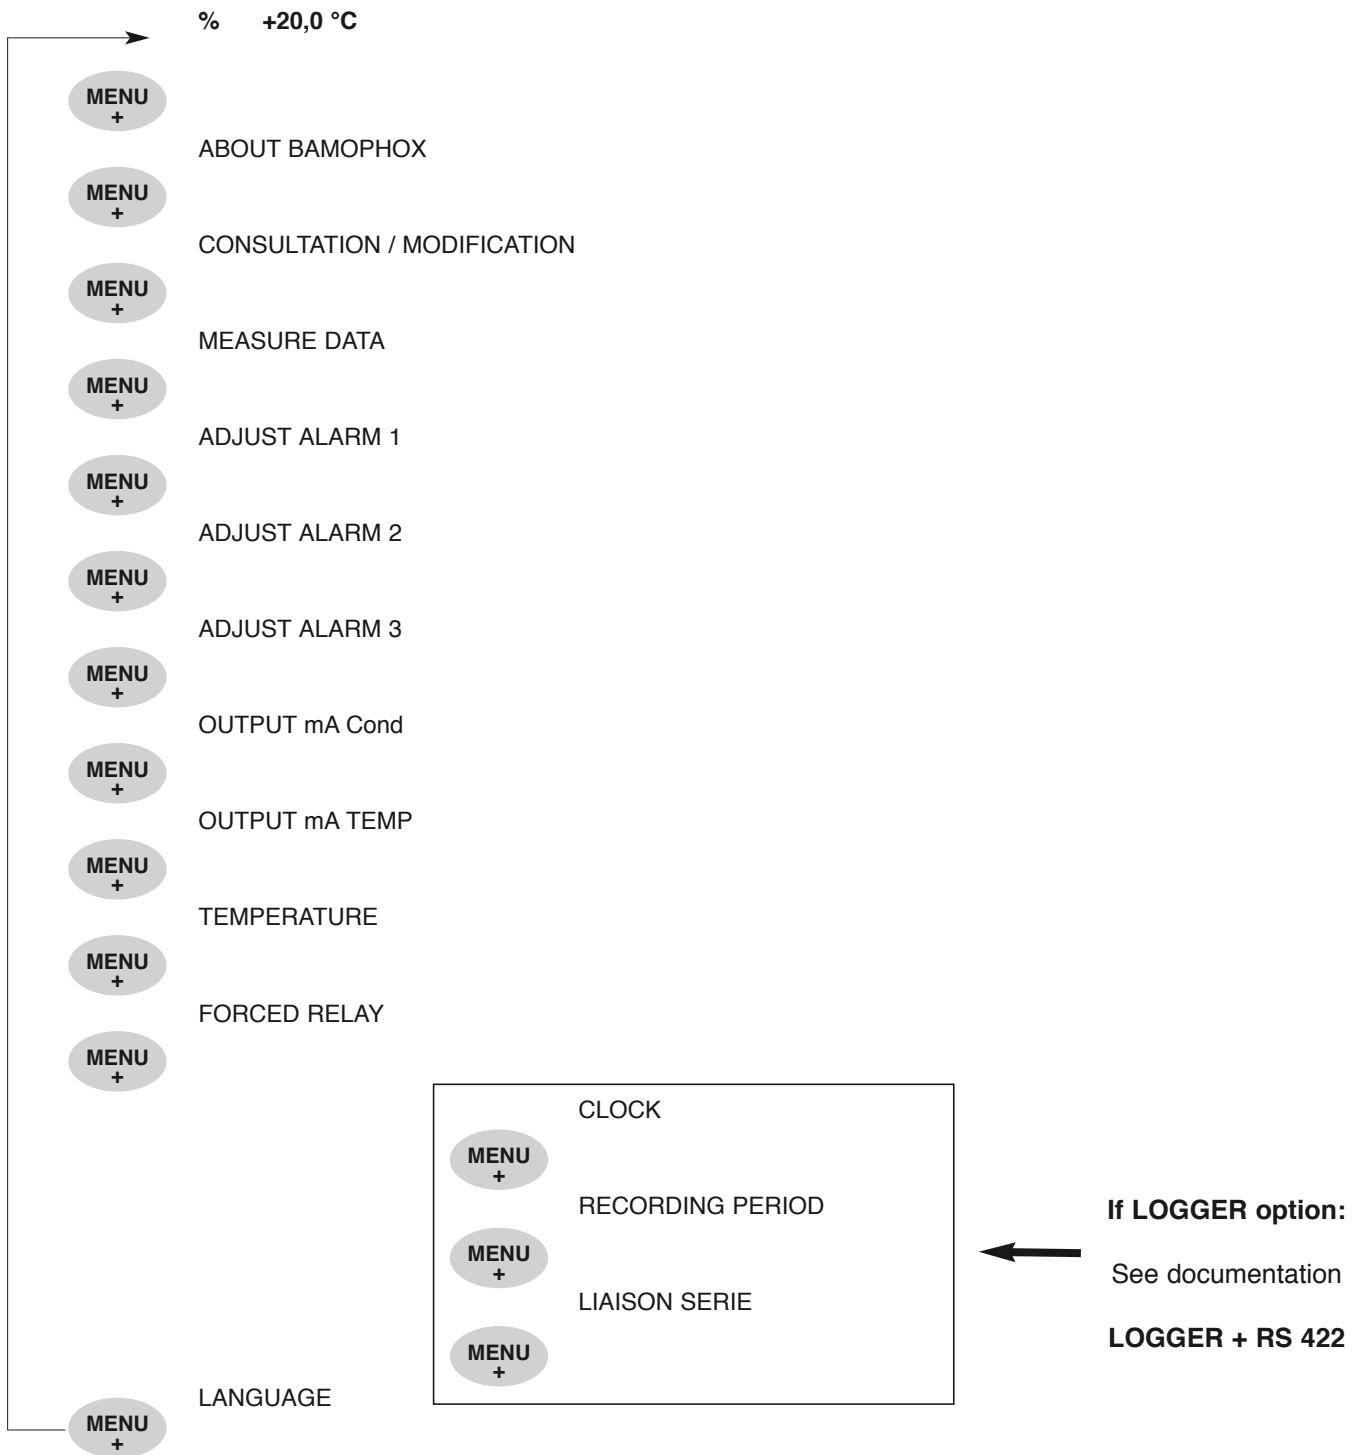 % +20,0 °C
MENU
+
ABOUT BAMOPHOX
MENU
+
CONSULTATION / MODIFICATION
MENU
+
MEASURE DATA
MENU
+
ADJUST ALARM 1
MENU
+
ADJUST ALARM 2
MENU
+
ADJUST ALARM 3
MENU
+
OUTPUT mA Cond
MENU
+
OUTPUT mA TEMP
MENU
+
TEMPERATURE
MENU
+
FORCED RELAY
MENU
+
CLOCK
MENU
+
RECORDING PERIOD
MENU
+
LIAISON SERIE
MENU
+
If LOGGER option:
See documentation
LOGGER + RS 422
LANGUAGE
MENU
+